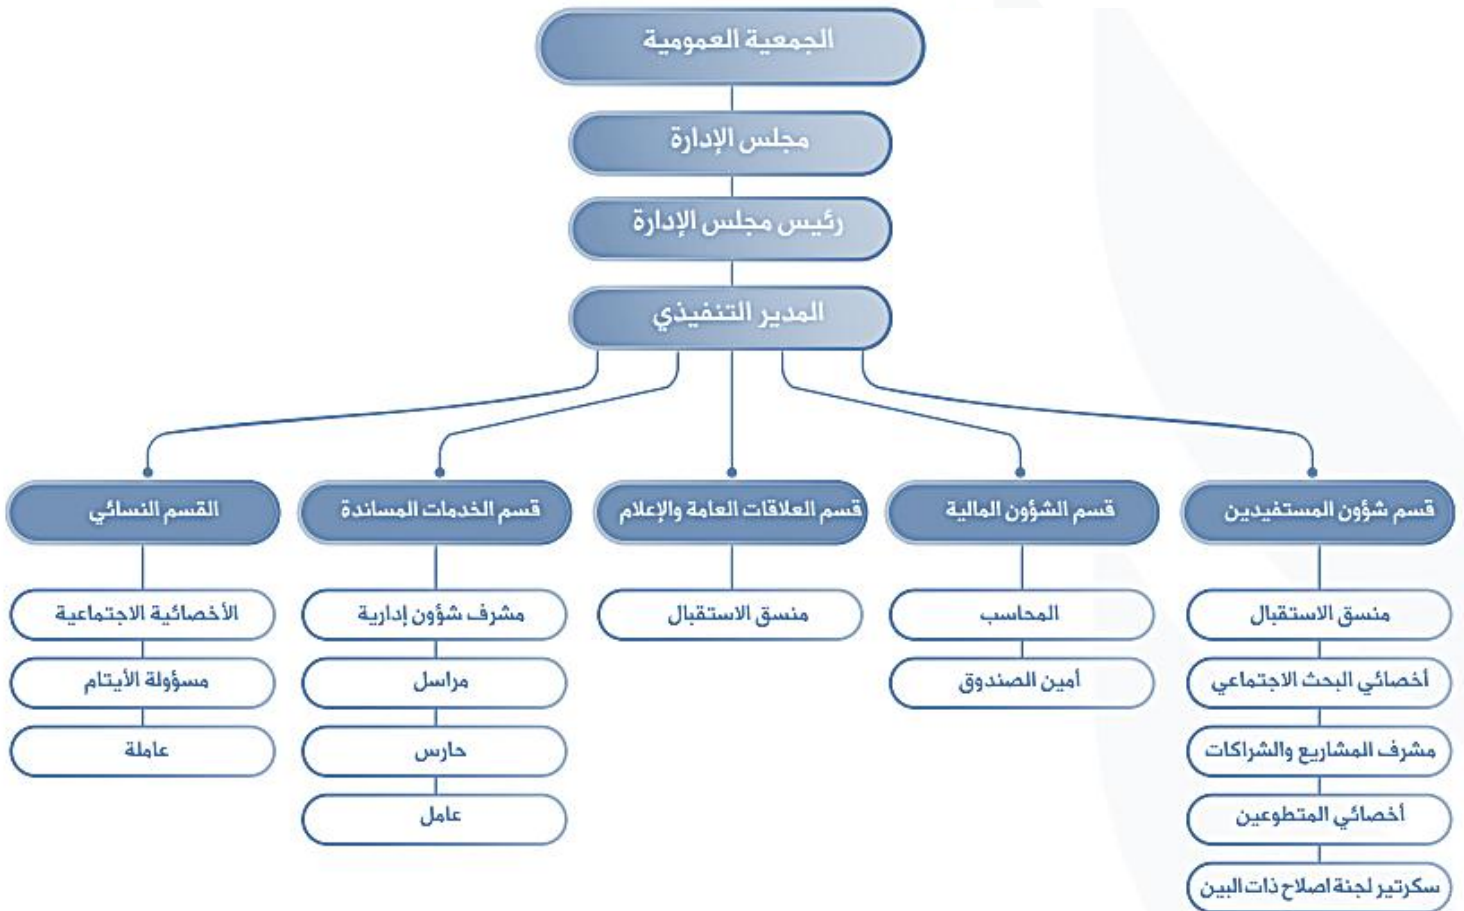 الجمعية العمومية
مجلس الإدارة
رئيس مجلس الإدارة
المدير التنفيذي
قسم شؤون المستفيدين
قسم الشؤون المالية
قسم العلاقات العامة والإعلام
قسم الخدمات المساندة
القسم النسائي
منسق الاستقبال
المحاسب
منسق الاستقبال
مشرف شؤون إدارية
الأخصائية الاجتماعية
أخصائي البحث الاجتماعي
أمين الصندوق
مراسل
مسؤولة الأيتام
مشرف المشاريع والشراكات
حارس
عاملة
أخصائي المتطوعين
عامل
سكرتير لجنة اصلاح ذات البين